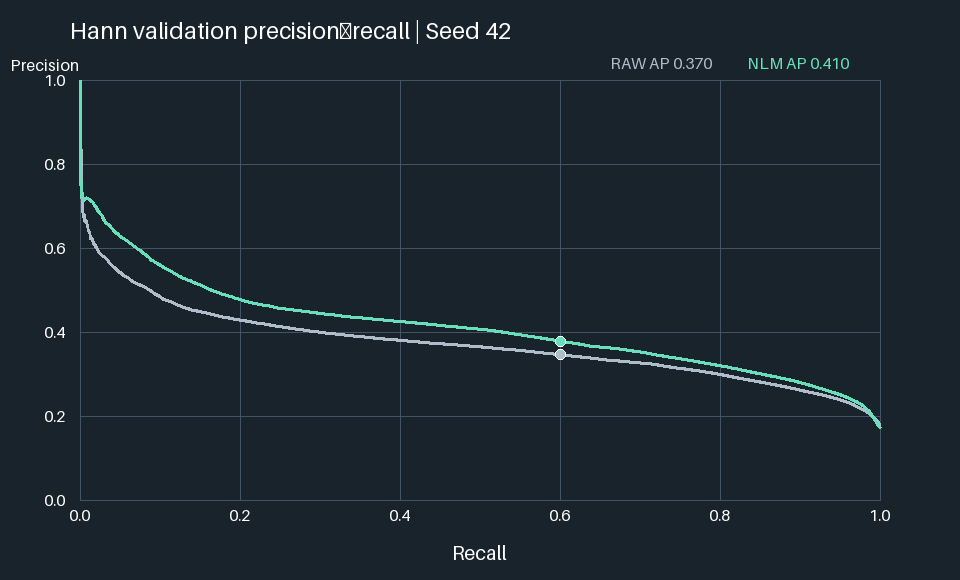 Hann validation precision▯recall | Seed 42
Precision
RAW AP 0.370 NLM AP 0.410
1.0
0.8
0.6
0.4
0.2
0.0
0.0 0.2 0.4 0.6 0.8 1.0
Recall